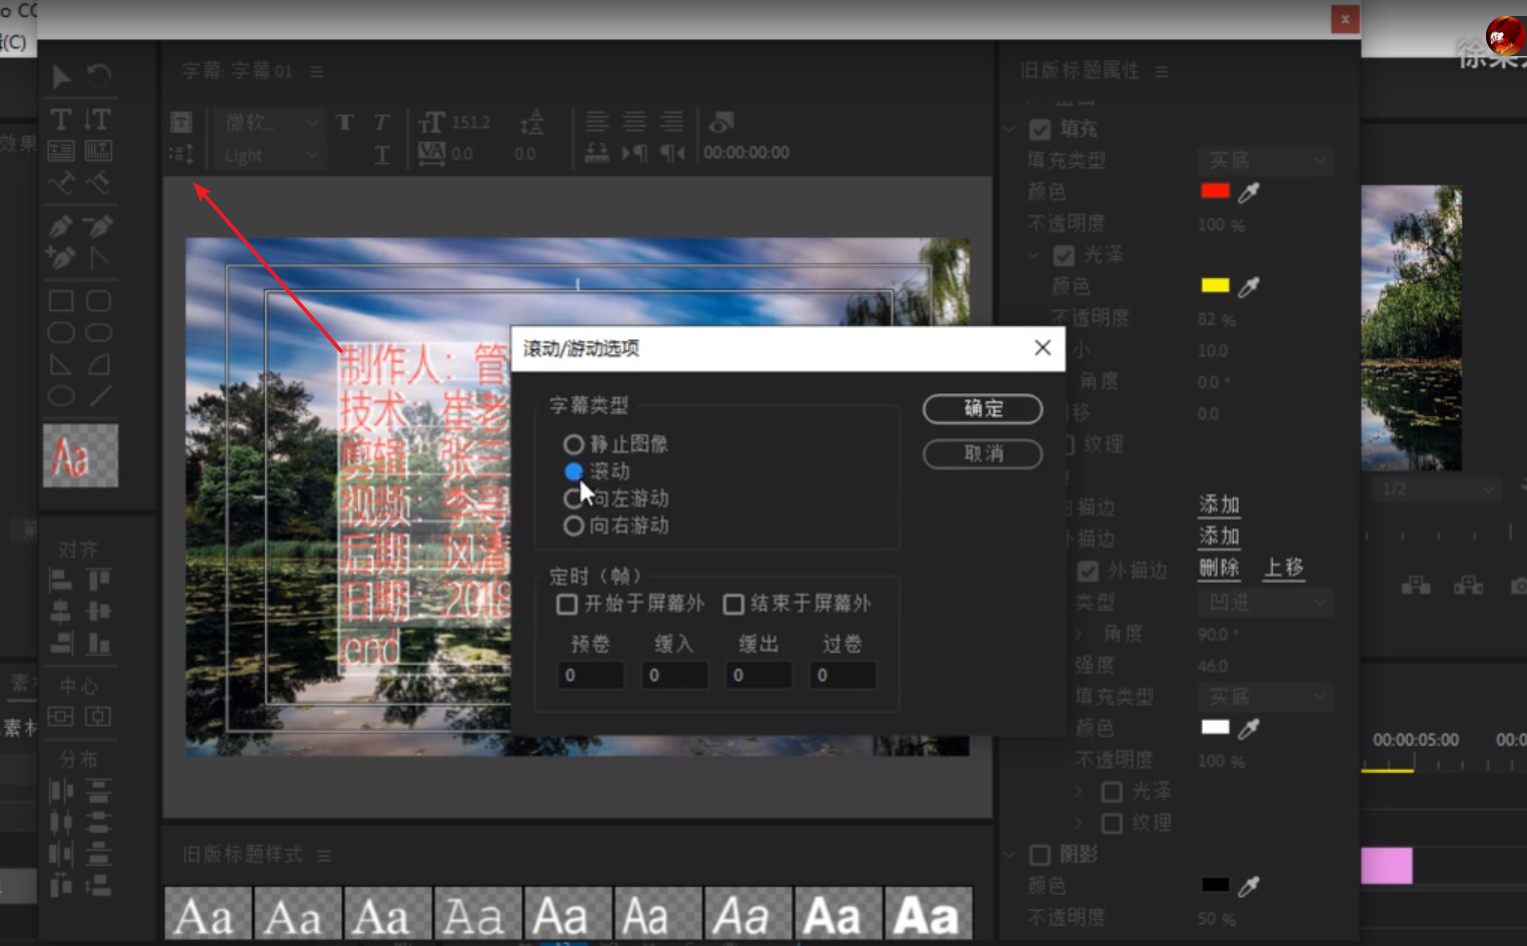 (C)
字幕: 字幕 01
旧版标题属性
微软...
Light
151.2
0.0
0.0
00:00:00:00
效果
填充
填充类型
实底
颜色
不透明度
100 %
光泽
颜色
不透明度
82 %
小
10.0
角度
0.0 °
移
0.0
纹理
描边
添加
描边
添加
外描边
删除
上移
类型
凹进
角度
90.0 °
强度
46.0
填充类型
实底
颜色
不透明度
100 %
光泽
纹理
阴影
颜色
不透明度
50 %
制作人：管
技术：崔老
剪辑：张三
视频：李寻
后期：风清
日期：2018
end
滚动/游动选项
字幕类型
静止图像
滚动
向左游动
向右游动
确定
取消
定时（帧）
开始于屏幕外
结束于屏幕外
预卷
缓入
缓出
过卷
0
0
0
0
Aa
第
对齐
中心
分布
素材
旧版标题样式
Aa
Aa
Aa
Aa
Aa
Aa
Aa
Aa
Aa
1/2
00:00:05:00
00:0